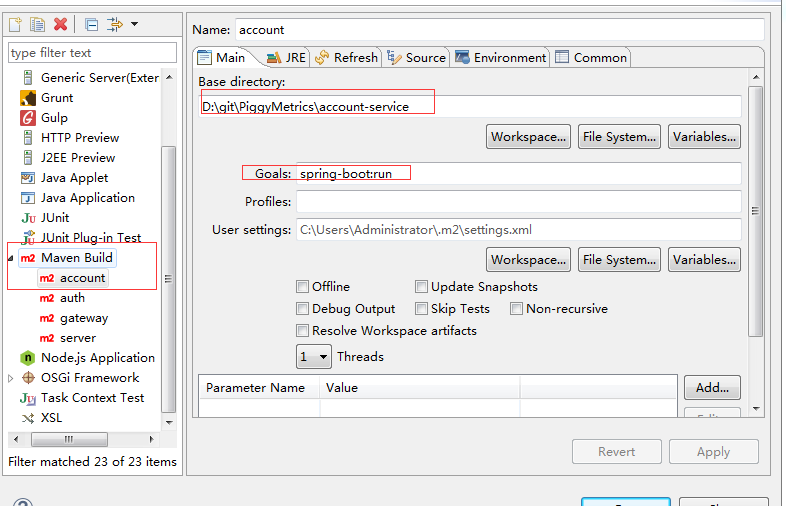 type filter text
Generic Server(Exter
Grunt
Gulp
HTTP Preview
J2EE Preview
Java Applet
Java Application
JUnit
JUnit Plug-in Test
Maven Build
account
auth
gateway
server
Node.js Application
OSGi Framework
Task Context Test
XSL
Filter matched 23 of 23 items
Name: account
Main JRE Refresh Source Environment Common
Base directory:
D:\git\PiggyMetrics\account-service
Workspace... File System... Variables...
Goals: spring-boot:run
Profiles:
User settings: C:\Users\Administrator\.m2\settings.xml
Workspace... File System... Variables...
Offline Update Snapshots
Debug Output Skip Tests Non-recursive
Resolve Workspace artifacts
1 Threads
Parameter Name Value Add...
Revert Apply